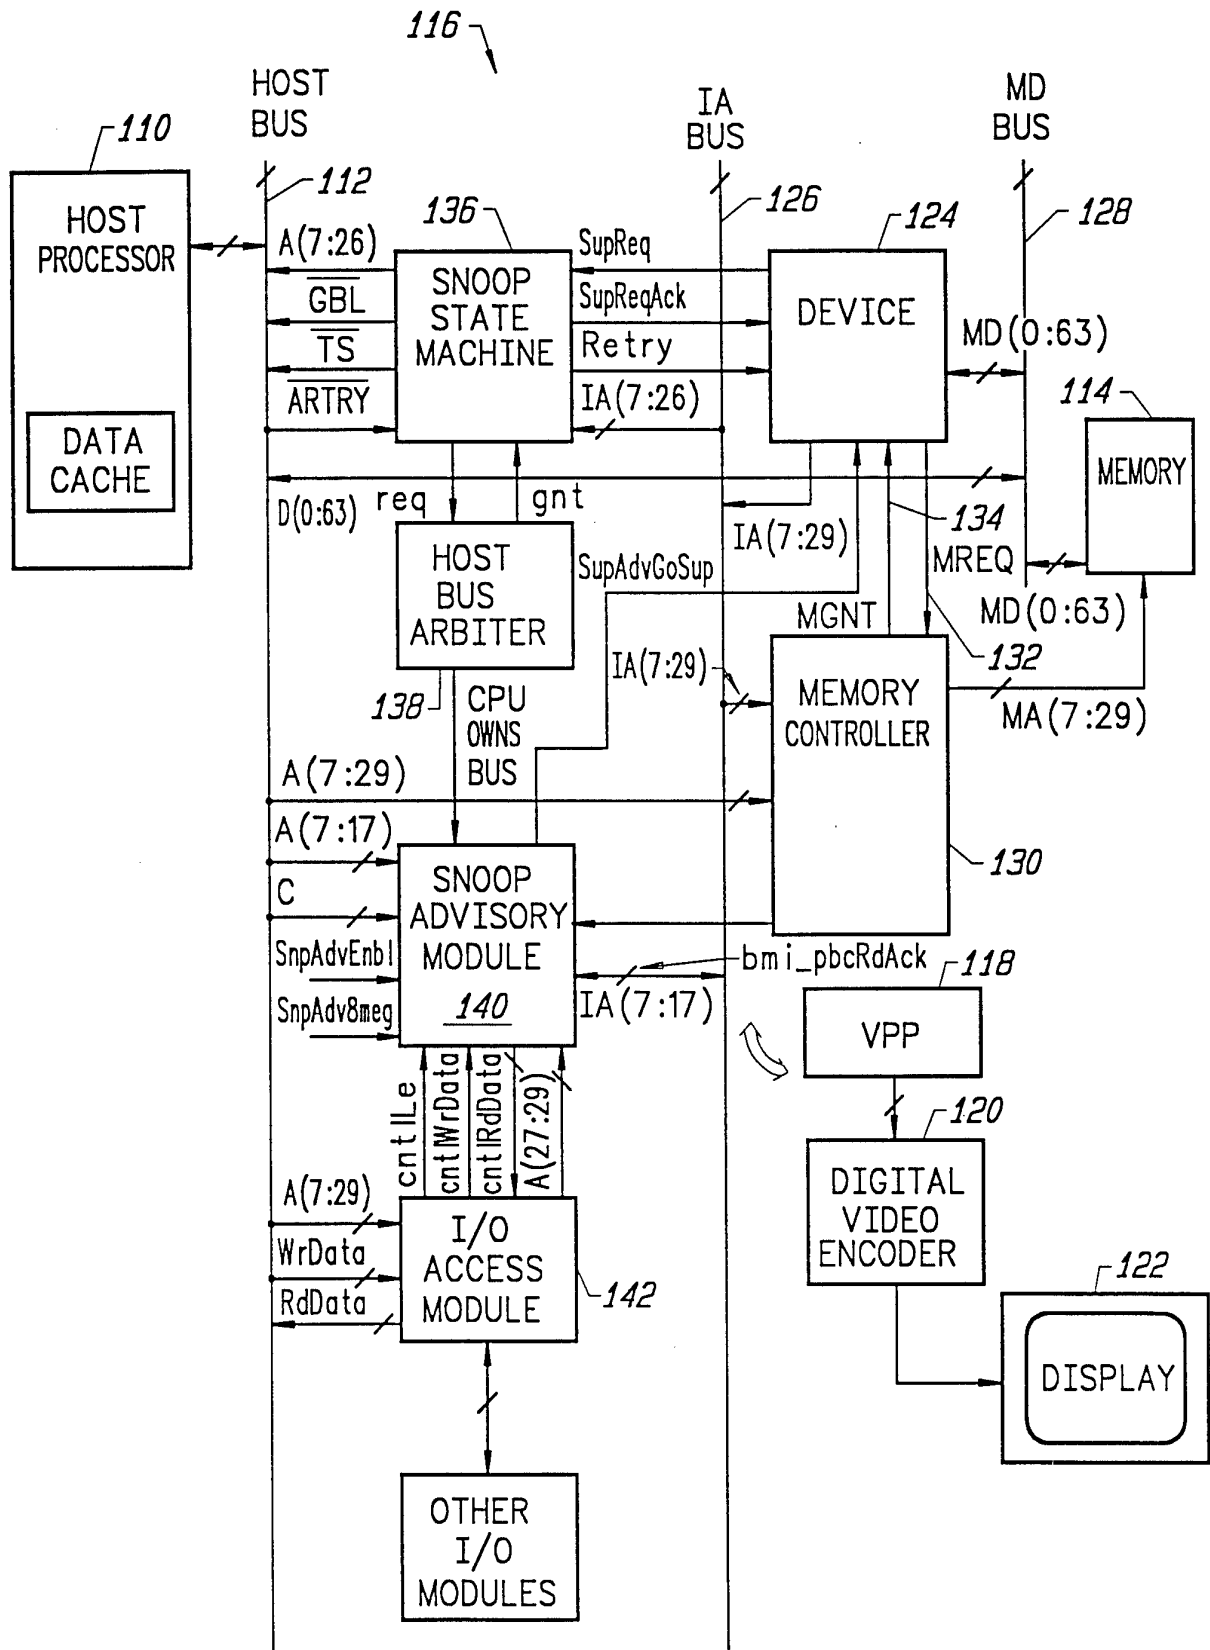 116
HOST
BUS
IA
BUS
MD
BUS
110
112
126
128
HOST
PROCESSOR
DATA
CACHE
136
SNOOP
STATE
MACHINE
A(7:26)
GBL
TS
ARTRY
SupReq
SupReqAck
Retry
IA(7:26)
124
DEVICE
MD(0:63)
114
MEMORY
D(0:63)
req
gnt
IA(7:29)
134
MREQ
MD(0:63)
HOST
BUS
ARBITER
138
SupAdvGoSup
MGNT
132
IA(7:29)
MEMORY
CONTROLLER
MA(7:29)
CPU
OWNS
BUS
A(7:29)
A(7:17)
C
SnpAdvEnbl
SnpAdv8meg
130
SNOOP
ADVISORY
MODULE
140
bmi_pbcRdAck
IA(7:17)
118
VPP
cntlLe
cntlWrData
cntlRdData
A(27:29)
120
DIGITAL
VIDEO
ENCODER
A(7:29)
WrData
RdData
I/O
ACCESS
MODULE
142
122
DISPLAY
OTHER
I/O
MODULES